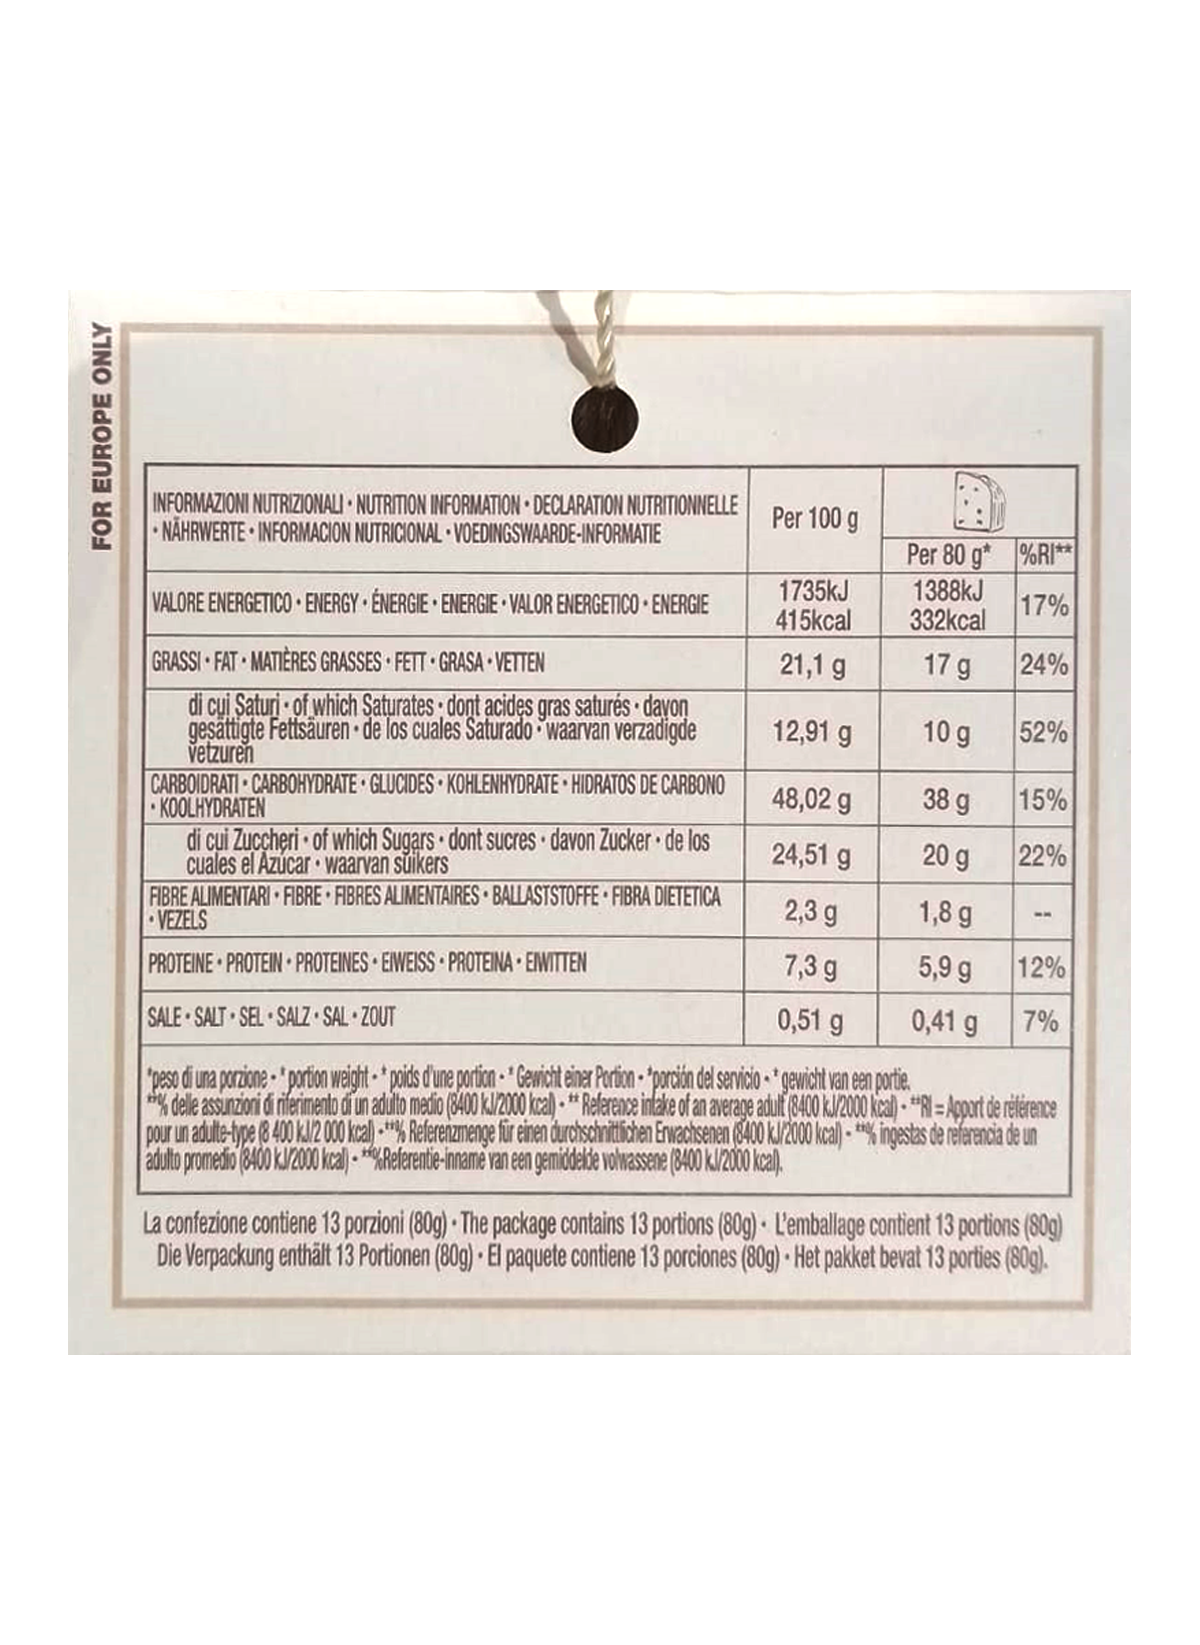 FOR EUROPE ONLY
INFORMAZIONI NUTRIZIONALI • NUTRITION INFORMATION • DECLARATION NUTRITIONNELLE
• NÄHRWERTE • INFORMACION NUTRICIONAL • VOEDINGSWAARDE-INFORMATIE
Per 100 g
Per 80 g* %RI**
VALORE ENERGETICO • ENERGY • ÉNERGIE • ENERGIE • VALOR ENERGETICO • ENERGIE
1735kJ 1388kJ 17%
415kcal 332kcal
GRASSI • FAT • MATIÈRES GRASSES • FETT • GRASA • VETTEN 21,1 g 17 g 24%
di cui Saturi • of which Saturates • dont acides gras saturés • davon
gesättigte Fettsäuren • de los cuales Saturado • waarvan verzadigde
vetzuren
12,91 g 10 g 52%
CARBOIDRATI • CARBOHYDRATE • GLUCIDES • KOHLENHYDRATE • HIDRATOS DE CARBONO
• KOOLHYDRATEN
48,02 g 38 g 15%
di cui Zuccheri • of which Sugars • dont sucres • davon Zucker • de los
cuales el Azúcar • waarvan suikers
24,51 g 20 g 22%
FIBRE ALIMENTARI • FIBRE • FIBRES ALIMENTAIRES • BALLASTSTOFFE • FIBRA DIETETICA
• VEZELS
2,3 g 1,8 g --
PROTEINE • PROTEIN • PROTEINES • EIWEISS • PROTEINA • EIWITTEN 7,3 g 5,9 g 12%
SALE • SALT • SEL • SALZ • SAL • ZOUT 0,51 g 0,41 g 7%
*peso di una porzione - * portion weight - * poids d'une portion - * Gewicht einer Portion - *porción del servicio - * gewicht van een portie.
**% delle assunzioni di riferimento di un adulto medio (8400 kJ/2000 kcal) - ** Reference intake of an average adult (8400 kJ/2000 kcal) - **RI = Apport de référence
pour un adulte-type (8 400 kJ/2 000 kcal) -**% Referenzmenge für einen durchschnittlichen Erwachsenen (8400 kJ/2000 kcal) - **% ingestas de referencia de un
adulto promedio (8400 kJ/2000 kcal) - **%Referentie-inname van een gemiddelde volwassene (8400 kJ/2000 kcal).
La confezione contiene 13 porzioni (80g) • The package contains 13 portions (80g) • L'emballage contient 13 portions (80g)
Die Verpackung enthält 13 Portionen (80g) • El paquete contiene 13 porciones (80g) • Het pakket bevat 13 porties (80g).